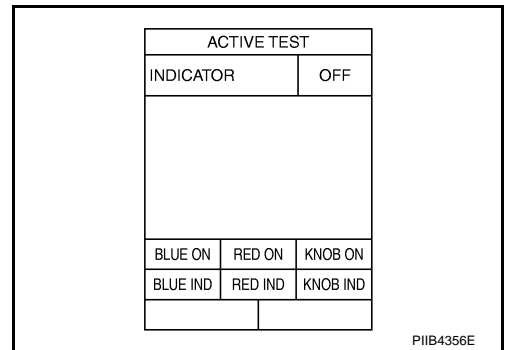 ACTIVE TEST
INDICATOR OFF
BLUE ON RED ON KNOB ON
BLUE IND RED IND KNOB IND
PIIB4356E